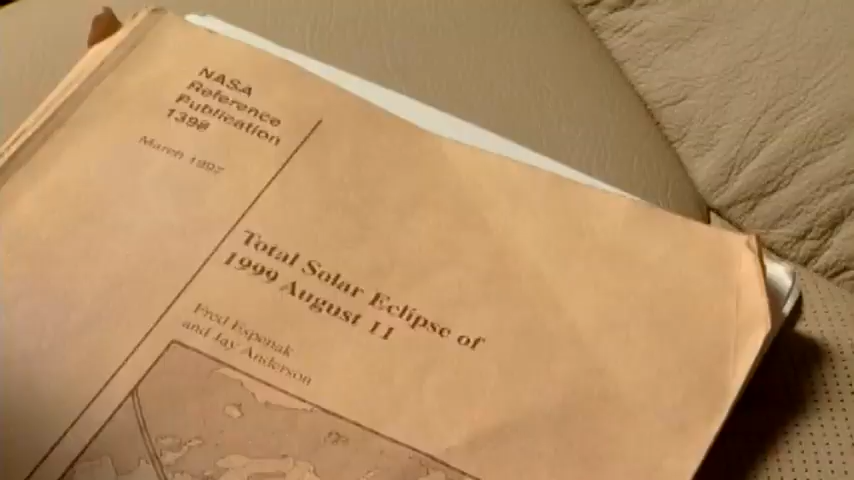 NASA
Reference
Publication
1398
March 1997
Total Solar Eclipse of
1999 August 11
Fred Espenak
and Jay Anderson